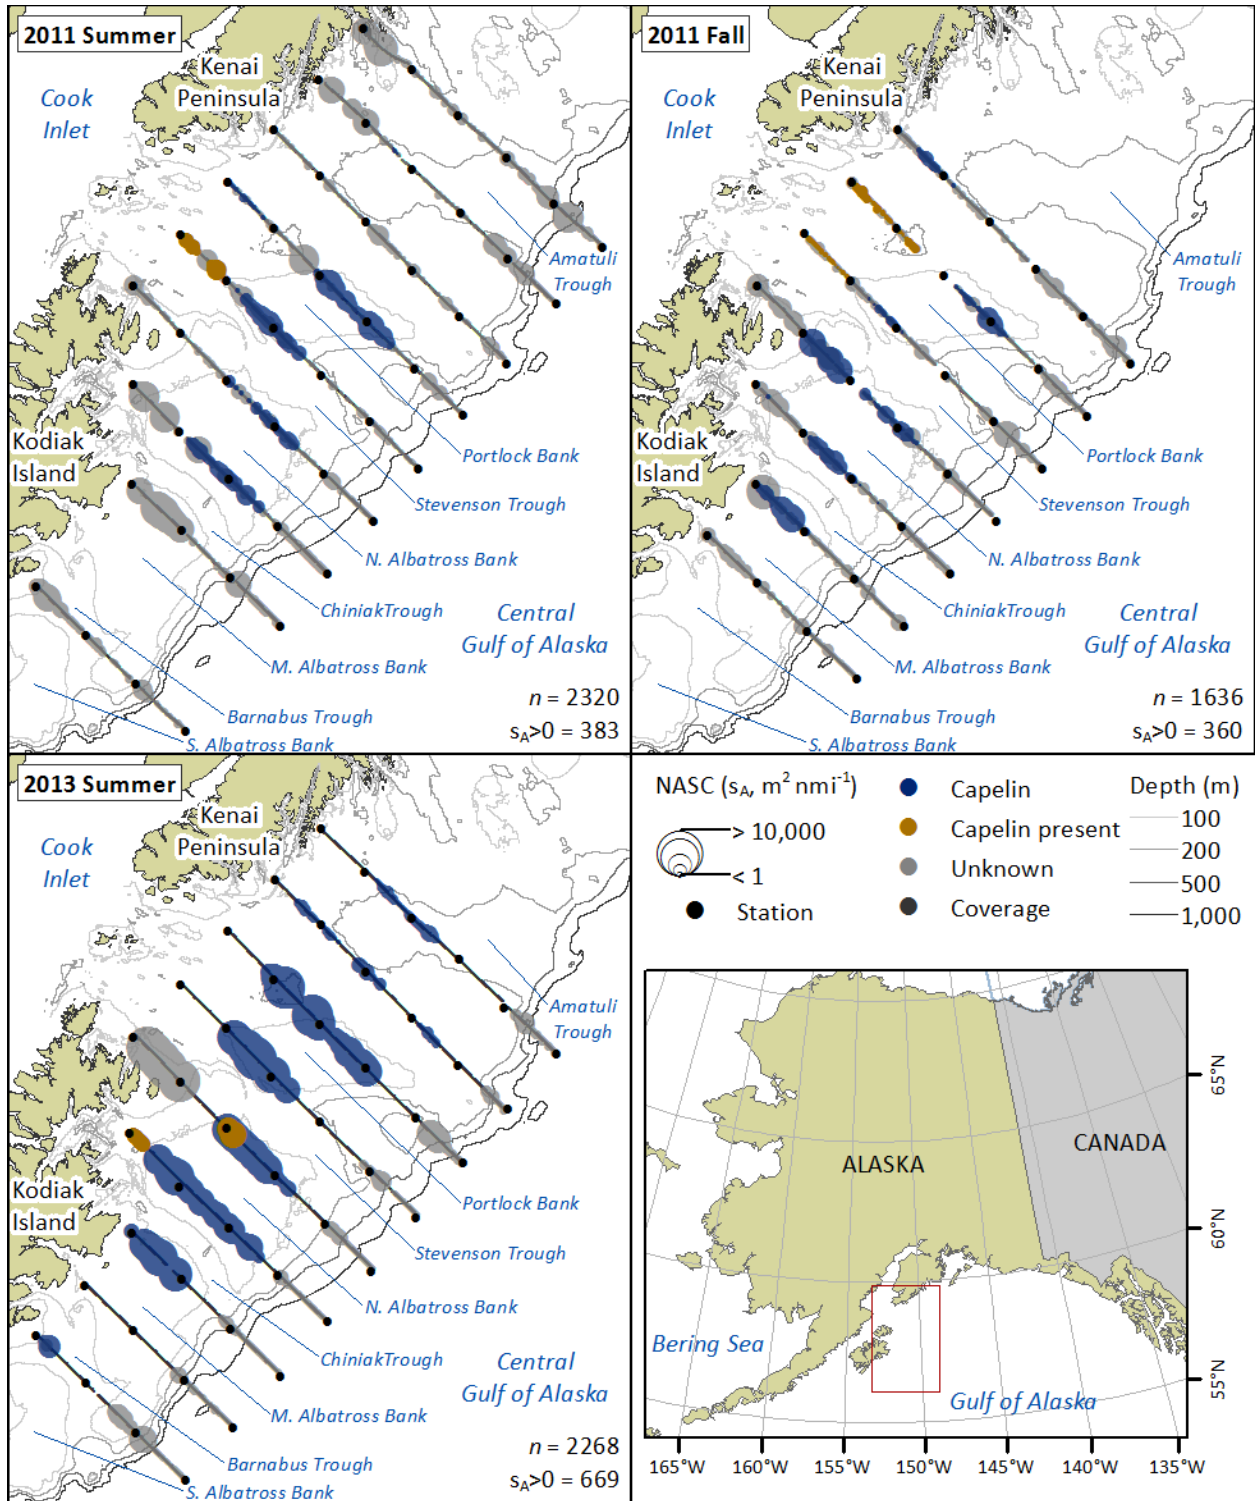 2011 Summer
Kenai
Peninsula
Cook
Inlet
Amatuli
Trough
Kodiak
Island
Portlock Bank
Stevenson Trough
N. Albatross Bank
ChiniakTrough
Central
Gulf of Alaska
M. Albatross Bank
n = 2320
Barnabus Trough
sA>0 = 383
S. Albatross Bank
2011 Fall
Kenai
Peninsula
Cook
Inlet
Amatuli
Trough
Kodiak
Island
Portlock Bank
Stevenson Trough
N. Albatross Bank
ChiniakTrough
Central
Gulf of Alaska
M. Albatross Bank
n = 1636
Barnabus Trough
sA>0 = 360
S. Albatross Bank
2013 Summer
Kenai
Peninsula
Cook
Inlet
Amatuli
Trough
Kodiak
Island
Portlock Bank
Stevenson Trough
N. Albatross Bank
ChiniakTrough
Central
Gulf of Alaska
M. Albatross Bank
n = 2268
Barnabus Trough
sA>0 = 669
S. Albatross Bank
NASC (sA, m² nmi⁻¹)
> 10,000
< 1
Station
Capelin
Capelin present
Unknown
Coverage
Depth (m)
100
200
500
1,000
ALASKA
CANADA
Bering Sea
Gulf of Alaska
65°N
60°N
55°N
165°W 160°W 155°W 150°W 145°W 140°W 135°W